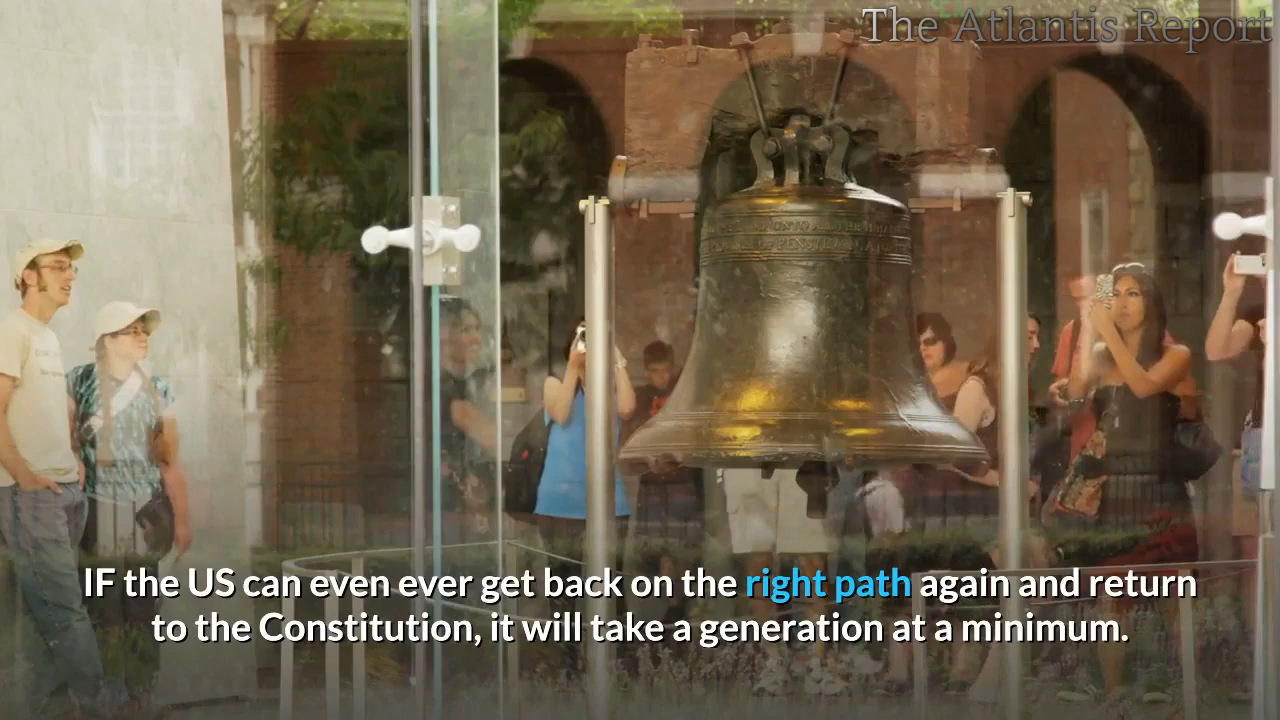 The Atlantis Report
IF the US can even ever get back on the right path again and return
to the Constitution, it will take a generation at a minimum.